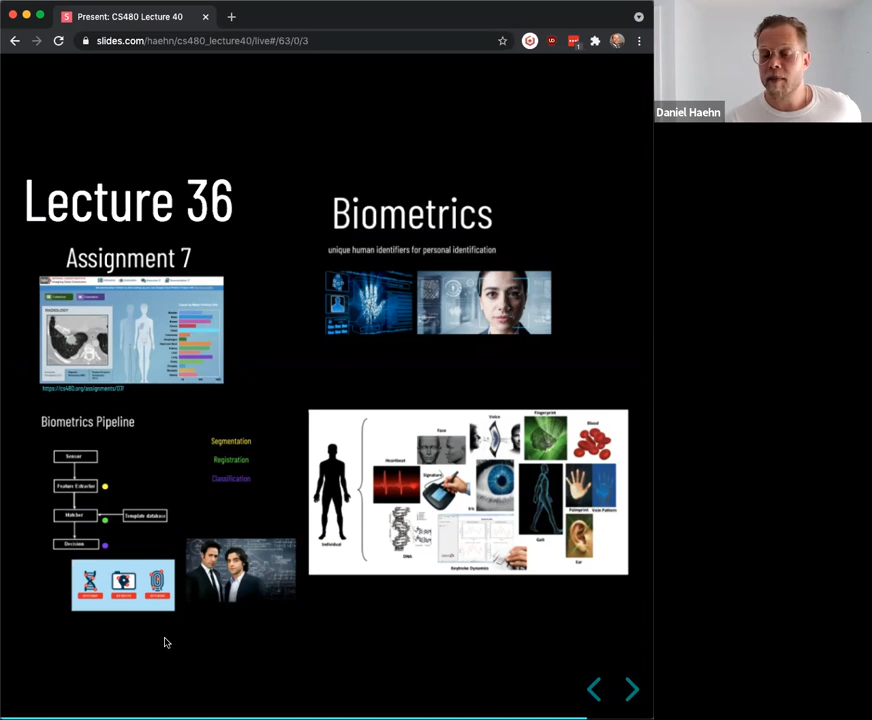 Present: CS480 Lecture 40
slides.com/haehn/cs480_lecture40/live#/63/0/3
UD
1
Daniel Haehn
Lecture 36
Biometrics
unique human identifiers for personal identification
Assignment 7
RADIOLOGY
https://cs480.org/assignments/07/
Biometrics Pipeline
Sensor
Feature Extractor
Matcher
Template database
Decision
Segmentation
Registration
Classification
Individual
Face
Voice
Fingerprint
Blood
Heartbeat
Signature
Iris
Gait
Palmprint
Vein Pattern
DNA
Keystroke Dynamics
Ear